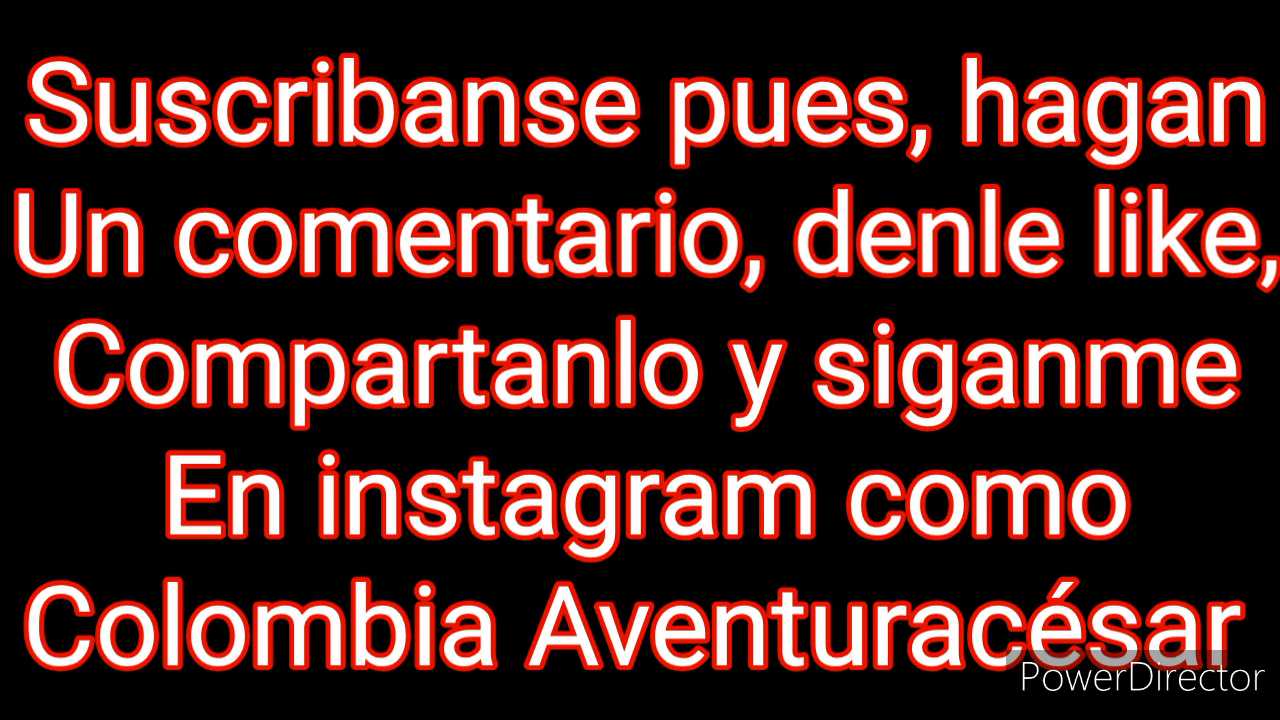 Suscribanse pues, hagan
Un comentario, denle like,
Compartanlo y siganme
En instagram como
Colombia Aventuracésar
PowerDirector